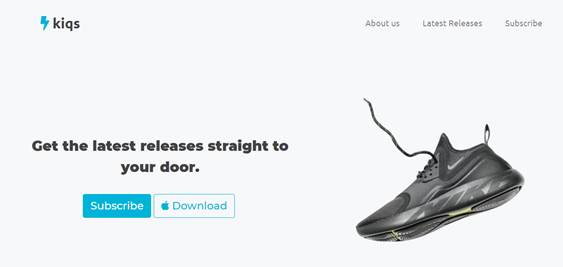 kiqs
About us
Latest Releases
Subscribe
Get the latest releases straight to
your door.
Subscribe
Download